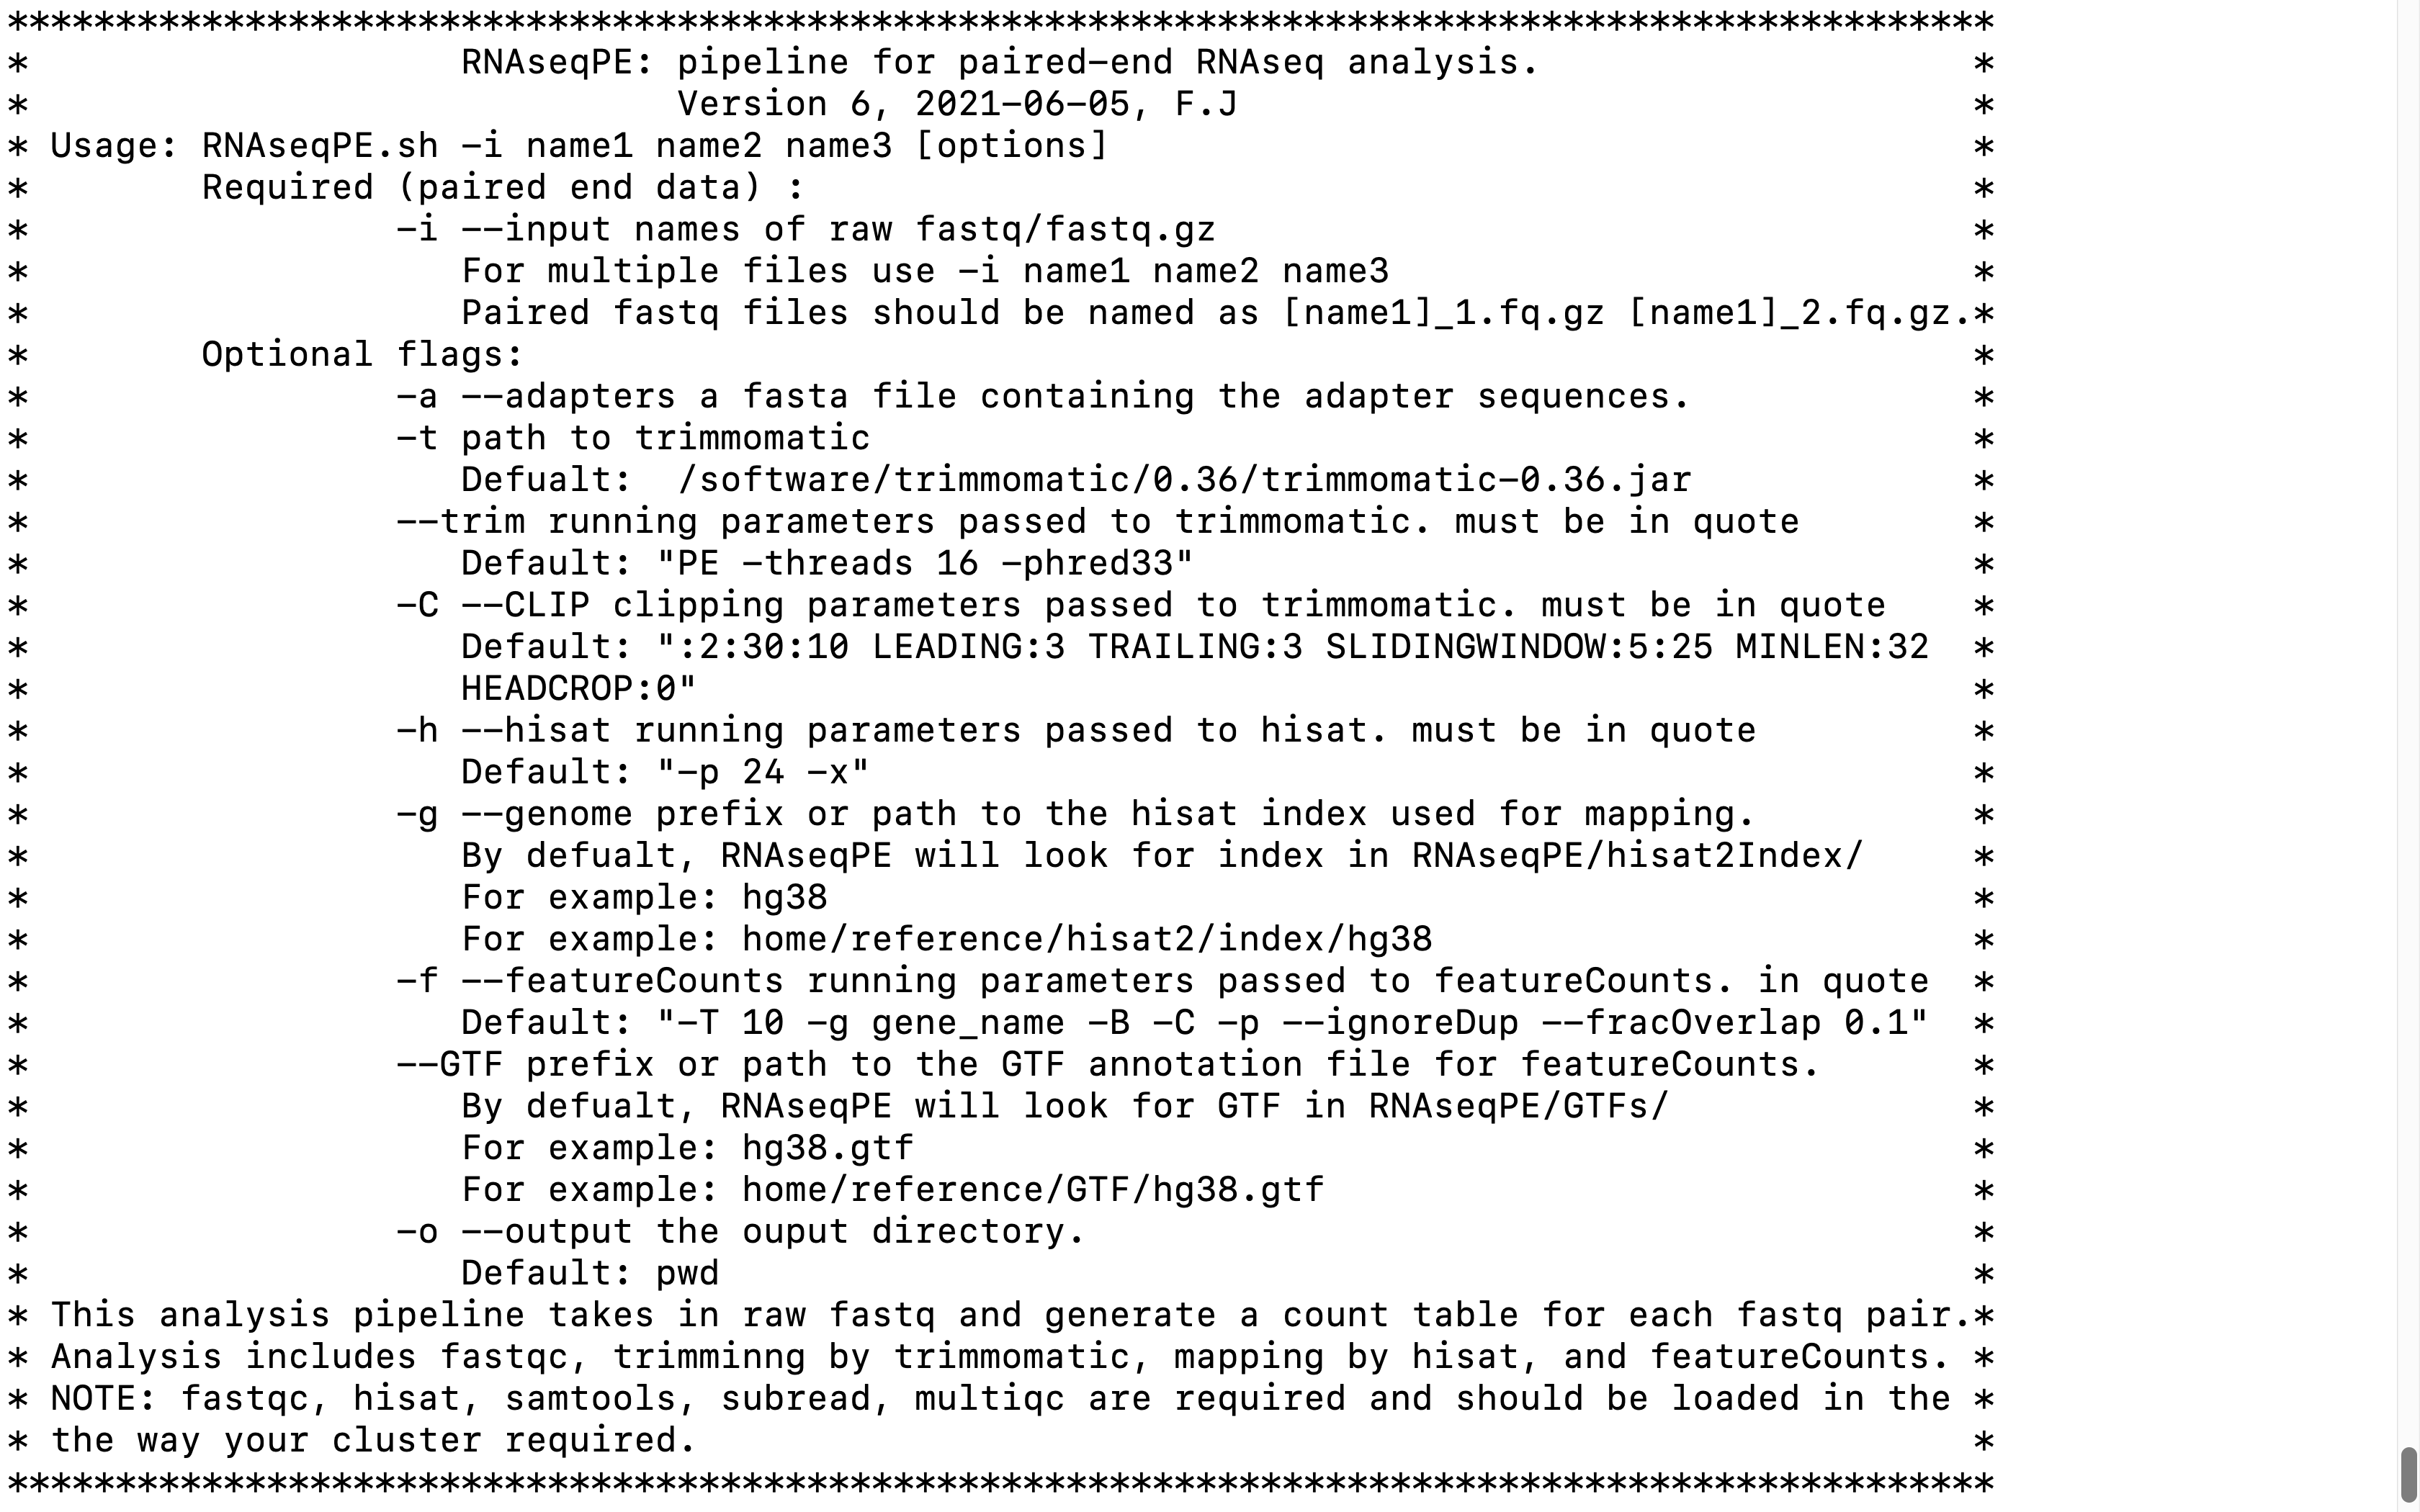 ********************************************************************************************
*                    RNAseqPE: pipeline for paired-end RNAseq analysis.                    *
*                              Version 6, 2021-06-05, F.J                                  *
* Usage: RNAseqPE.sh -i name1 name2 name3 [options]                                        *
*        Required (paired end data) :                                                      *
*                 -i --input names of raw fastq/fastq.gz                                   *
*                    For multiple files use -i name1 name2 name3                           *
*                    Paired fastq files should be named as [name1]_1.fq.gz [name1]_2.fq.gz.*
*        Optional flags:                                                                   *
*                 -a --adapters a fasta file containing the adapter sequences.             *
*                 -t path to trimmomatic                                                   *
*                    Defualt:  /software/trimmomatic/0.36/trimmomatic-0.36.jar             *
*                 --trim running parameters passed to trimmomatic. must be in quote        *
*                    Default: "PE -threads 16 -phred33"                                    *
*                 -C --CLIP clipping parameters passed to trimmomatic. must be in quote    *
*                    Default: ":2:30:10 LEADING:3 TRAILING:3 SLIDINGWINDOW:5:25 MINLEN:32  *
*                    HEADCROP:0"                                                           *
*                 -h --hisat running parameters passed to hisat. must be in quote          *
*                    Default: "-p 24 -x"                                                   *
*                 -g --genome prefix or path to the hisat index used for mapping.          *
*                    By defualt, RNAseqPE will look for index in RNAseqPE/hisat2Index/     *
*                    For example: hg38                                                     *
*                    For example: home/reference/hisat2/index/hg38                         *
*                 -f --featureCounts running parameters passed to featureCounts. in quote  *
*                    Default: "-T 10 -g gene_name -B -C -p --ignoreDup --fracOverlap 0.1"  *
*                 --GTF prefix or path to the GTF annotation file for featureCounts.       *
*                    By defualt, RNAseqPE will look for GTF in RNAseqPE/GTFs/              *
*                    For example: hg38.gtf                                                 *
*                    For example: home/reference/GTF/hg38.gtf                              *
*                 -o --output the ouput directory.                                         *
*                    Default: pwd                                                          *
* This analysis pipeline takes in raw fastq and generate a count table for each fastq pair.*
* Analysis includes fastqc, trimminng by trimmomatic, mapping by hisat, and featureCounts. *
* NOTE: fastqc, hisat, samtools, subread, multiqc are required and should be loaded in the *
* the way your cluster required.                                                           *
********************************************************************************************